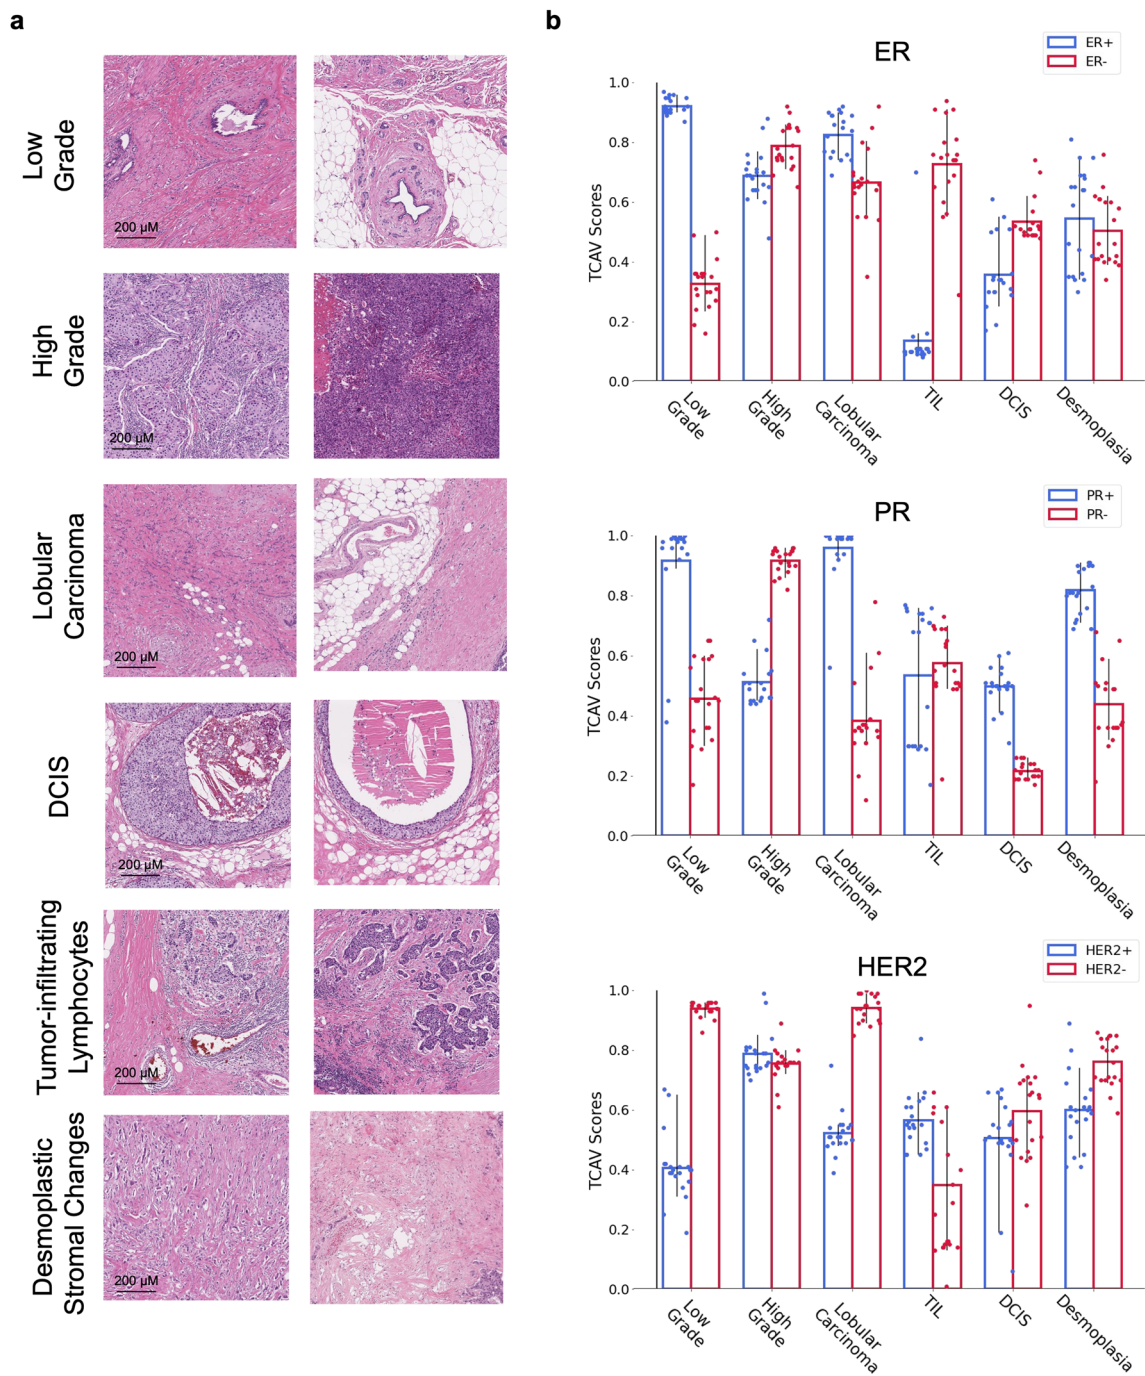 a
Low
Grade
200 µM
High
Grade
200 µM
Lobular
Carcinoma
200 µM
DCIS
200 µM
Tumor-infiltrating
Lymphocytes
200 µM
Desmoplastic
Stromal Changes
200 µM
b
ER
ER+
ER-
TCAV Scores
1.0
0.8
0.6
0.4
0.2
0.0
Low
Grade
High
Grade
Lobular
Carcinoma
TIL
DCIS
Desmoplasia
PR
PR+
PR-
TCAV Scores
1.0
0.8
0.6
0.4
0.2
0.0
Low
Grade
High
Grade
Lobular
Carcinoma
TIL
DCIS
Desmoplasia
HER2
HER2+
HER2-
TCAV Scores
1.0
0.8
0.6
0.4
0.2
0.0
Low
Grade
High
Grade
Lobular
Carcinoma
TIL
DCIS
Desmoplasia